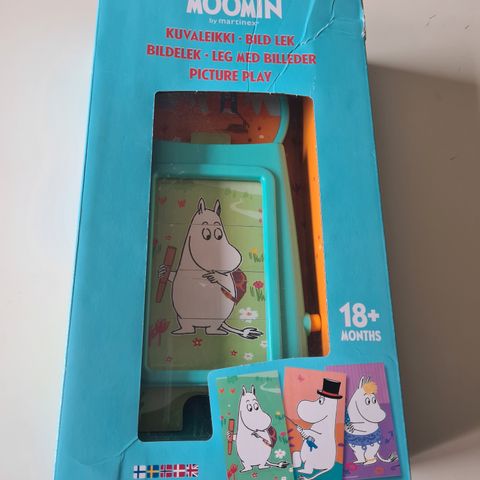 MOOMIN
by martinex
KUVALEIKKI • BILD LEK
BILDELEK • LEG MED BILLEDER
PICTURE PLAY
18+
MONTHS